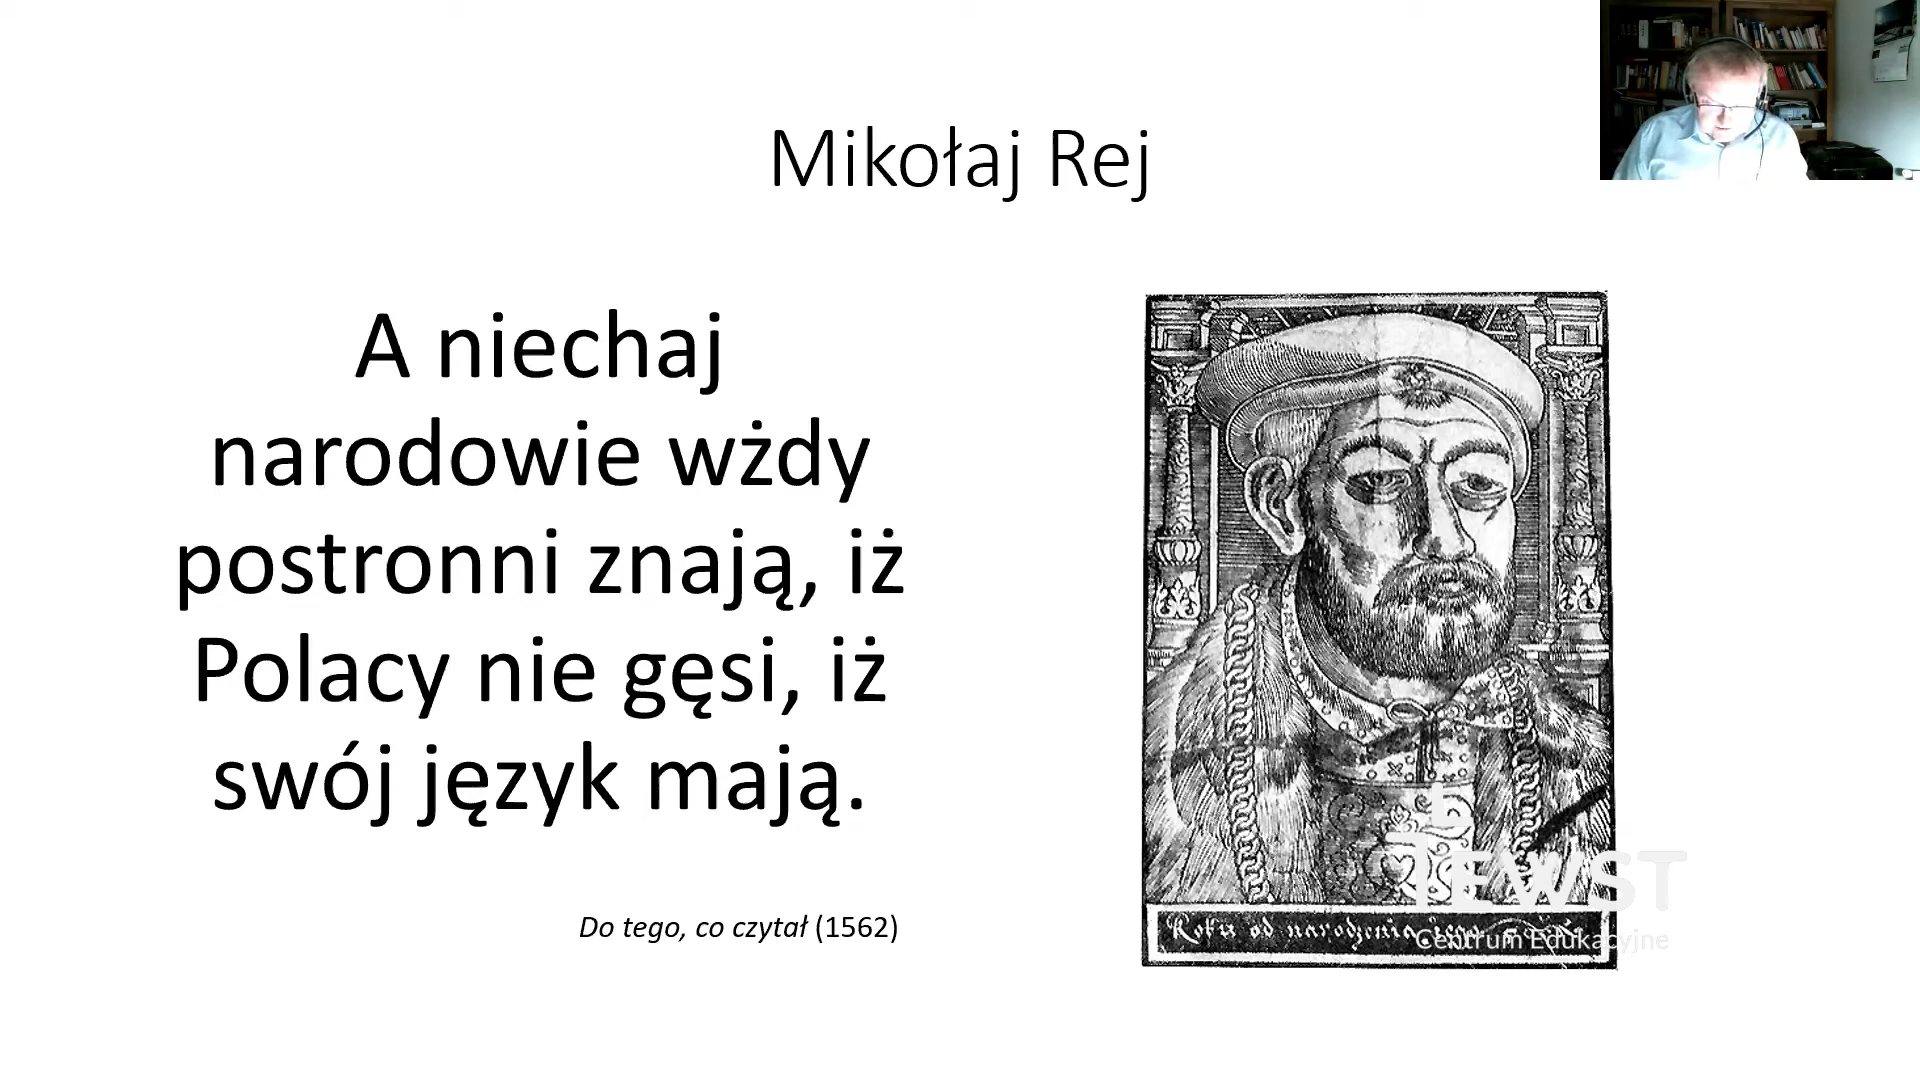 Mikołaj Rej
A niechaj
narodowie wżdy
postronni znają, iż
Polacy nie gęsi, iż
swój język mają.
Do tego, co czytał (1562)
Roku od narodzenia
TEWST
Centrum Edukacyjne